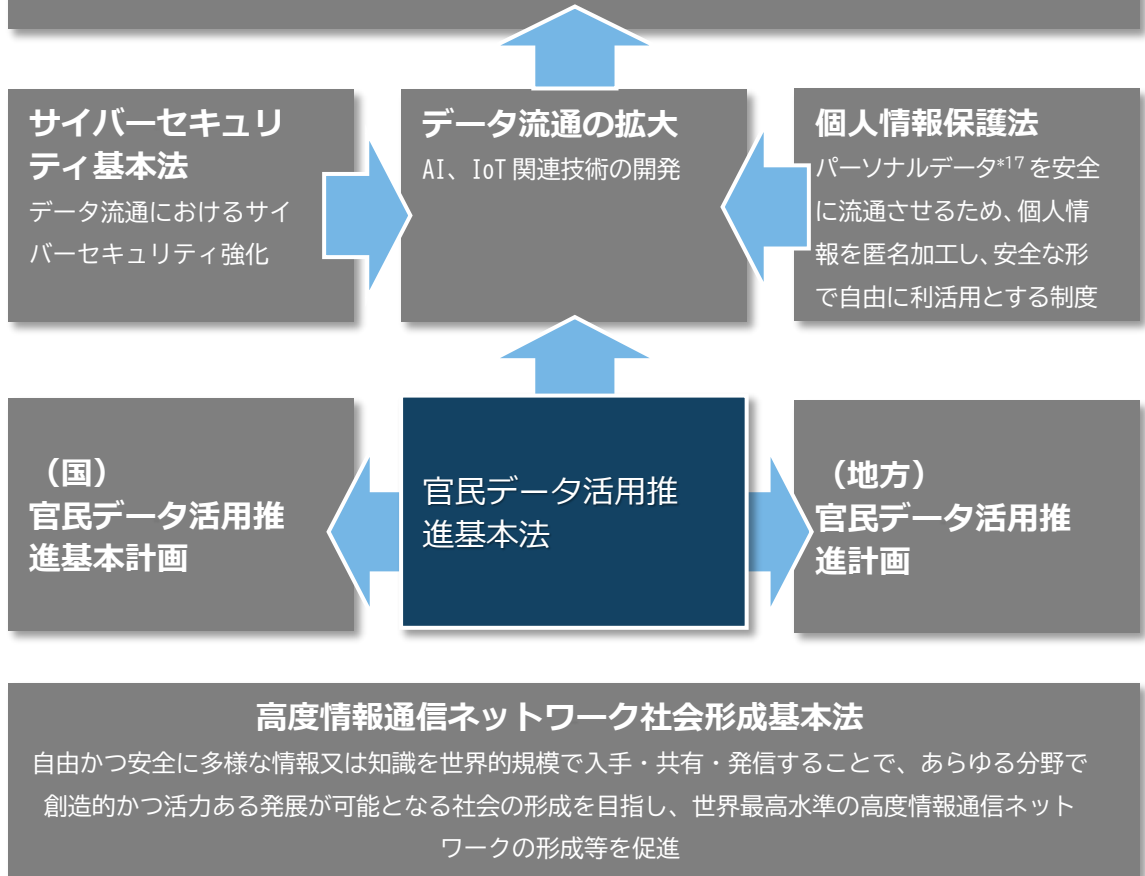 サイバーセキュリ
ティ基本法
データ流通におけるサイ
バーセキュリティ強化
データ流通の拡大
AI、IoT 関連技術の開発
個人情報保護法
パーソナルデータ*17 を安全
に流通させるため、個人情
報を匿名加工し、安全な形
で自由に利活用とする制度
（国）
官民データ活用推
進基本計画
官民データ活用推
進基本法
（地方）
官民データ活用推
進計画
高度情報通信ネットワーク社会形成基本法
自由かつ安全に多様な情報又は知識を世界的規模で入手・共有・発信することで、あらゆる分野で
創造的かつ活力ある発展が可能となる社会の形成を目指し、世界最高水準の高度情報通信ネット
ワークの形成等を促進